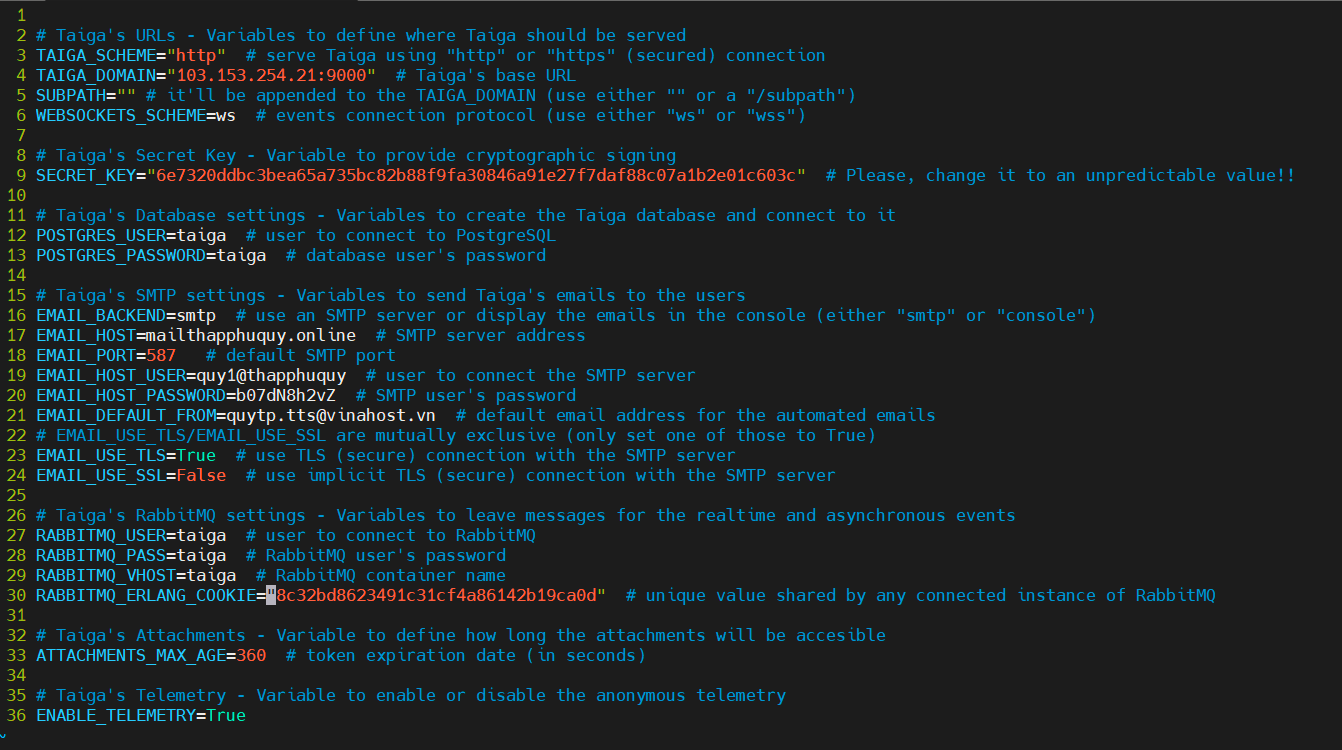 1
2 # Taiga's URLs - Variables to define where Taiga should be served
3 TAIGA_SCHEME="http"  # serve Taiga using "http" or "https" (secured) connection
4 TAIGA_DOMAIN="103.153.254.21:9000"  # Taiga's base URL
5 SUBPATH="" # it'll be appended to the TAIGA_DOMAIN (use either "" or a "/subpath")
6 WEBSOCKETS_SCHEME=ws  # events connection protocol (use either "ws" or "wss")
7
8 # Taiga's Secret Key - Variable to provide cryptographic signing
9 SECRET_KEY="6e7320ddbc3bea65a735bc82b88f9fa30846a91e27f7daf88c07a1b2e01c603c"  # Please, change it to an unpredictable value!!
10
11 # Taiga's Database settings - Variables to create the Taiga database and connect to it
12 POSTGRES_USER=taiga  # user to connect to PostgreSQL
13 POSTGRES_PASSWORD=taiga  # database user's password
14
15 # Taiga's SMTP settings - Variables to send Taiga's emails to the users
16 EMAIL_BACKEND=smtp  # use an SMTP server or display the emails in the console (either "smtp" or "console")
17 EMAIL_HOST=mailthapphuquy.online  # SMTP server address
18 EMAIL_PORT=587   # default SMTP port
19 EMAIL_HOST_USER=quy1@thapphuquy  # user to connect the SMTP server
20 EMAIL_HOST_PASSWORD=b07dN8h2vZ  # SMTP user's password
21 EMAIL_DEFAULT_FROM=quytp.tts@vinahost.vn  # default email address for the automated emails
22 # EMAIL_USE_TLS/EMAIL_USE_SSL are mutually exclusive (only set one of those to True)
23 EMAIL_USE_TLS=True  # use TLS (secure) connection with the SMTP server
24 EMAIL_USE_SSL=False  # use implicit TLS (secure) connection with the SMTP server
25
26 # Taiga's RabbitMQ settings - Variables to leave messages for the realtime and asynchronous events
27 RABBITMQ_USER=taiga  # user to connect to RabbitMQ
28 RABBITMQ_PASS=taiga  # RabbitMQ user's password
29 RABBITMQ_VHOST=taiga  # RabbitMQ container name
30 RABBITMQ_ERLANG_COOKIE="8c32bd8623491c31cf4a86142b19ca0d"  # unique value shared by any connected instance of RabbitMQ
31
32 # Taiga's Attachments - Variable to define how long the attachments will be accesible
33 ATTACHMENTS_MAX_AGE=360  # token expiration date (in seconds)
34
35 # Taiga's Telemetry - Variable to enable or disable the anonymous telemetry
36 ENABLE_TELEMETRY=True
~